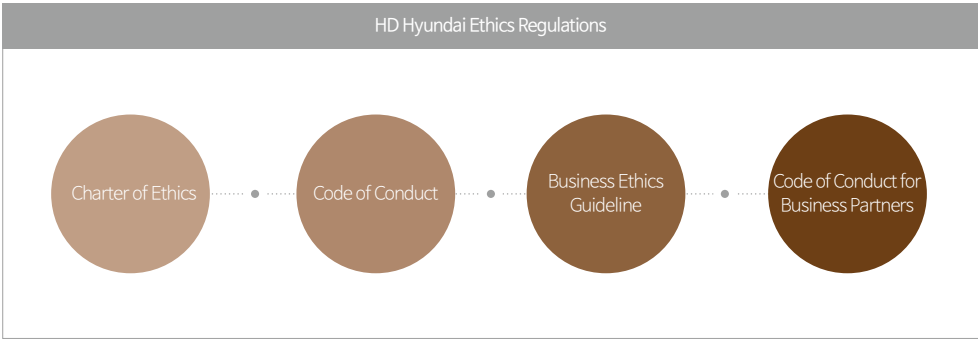 HD Hyundai Ethics Regulations
Charter of Ethics
Code of Conduct
Business Ethics
Guideline
Code of Conduct for
Business Partners